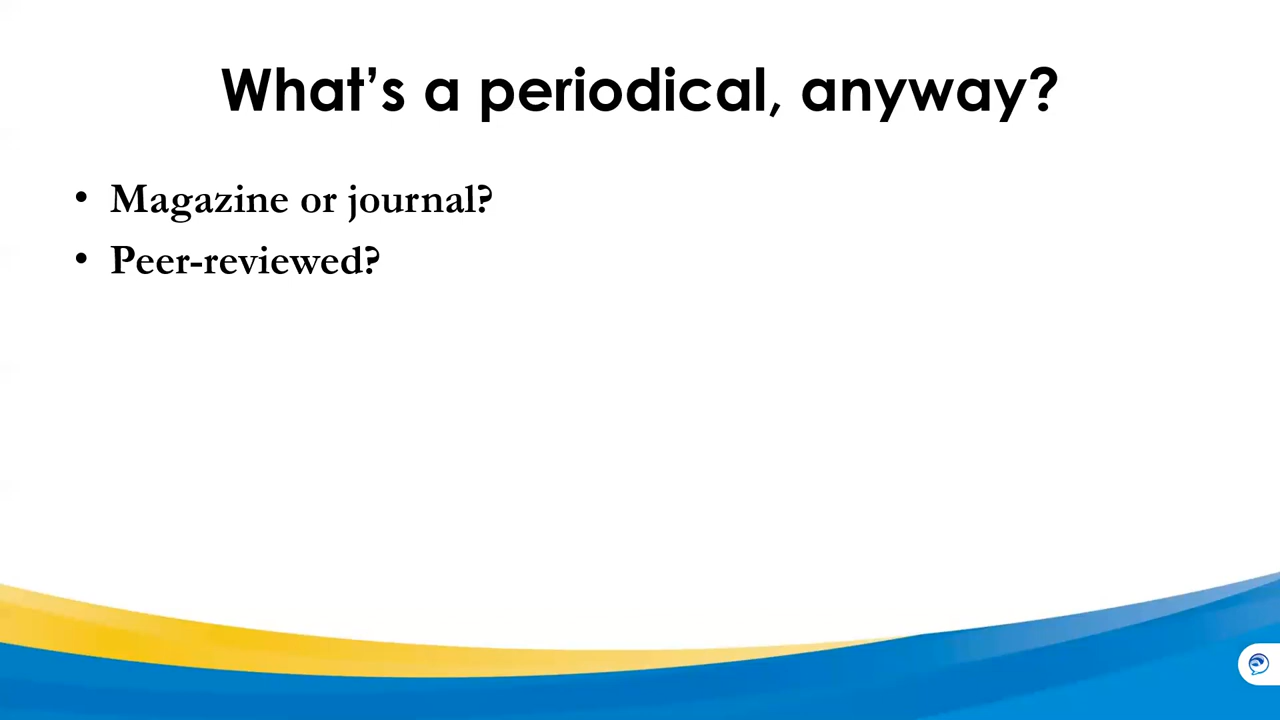 What’s a periodical, anyway?
• Magazine or journal?
• Peer-reviewed?